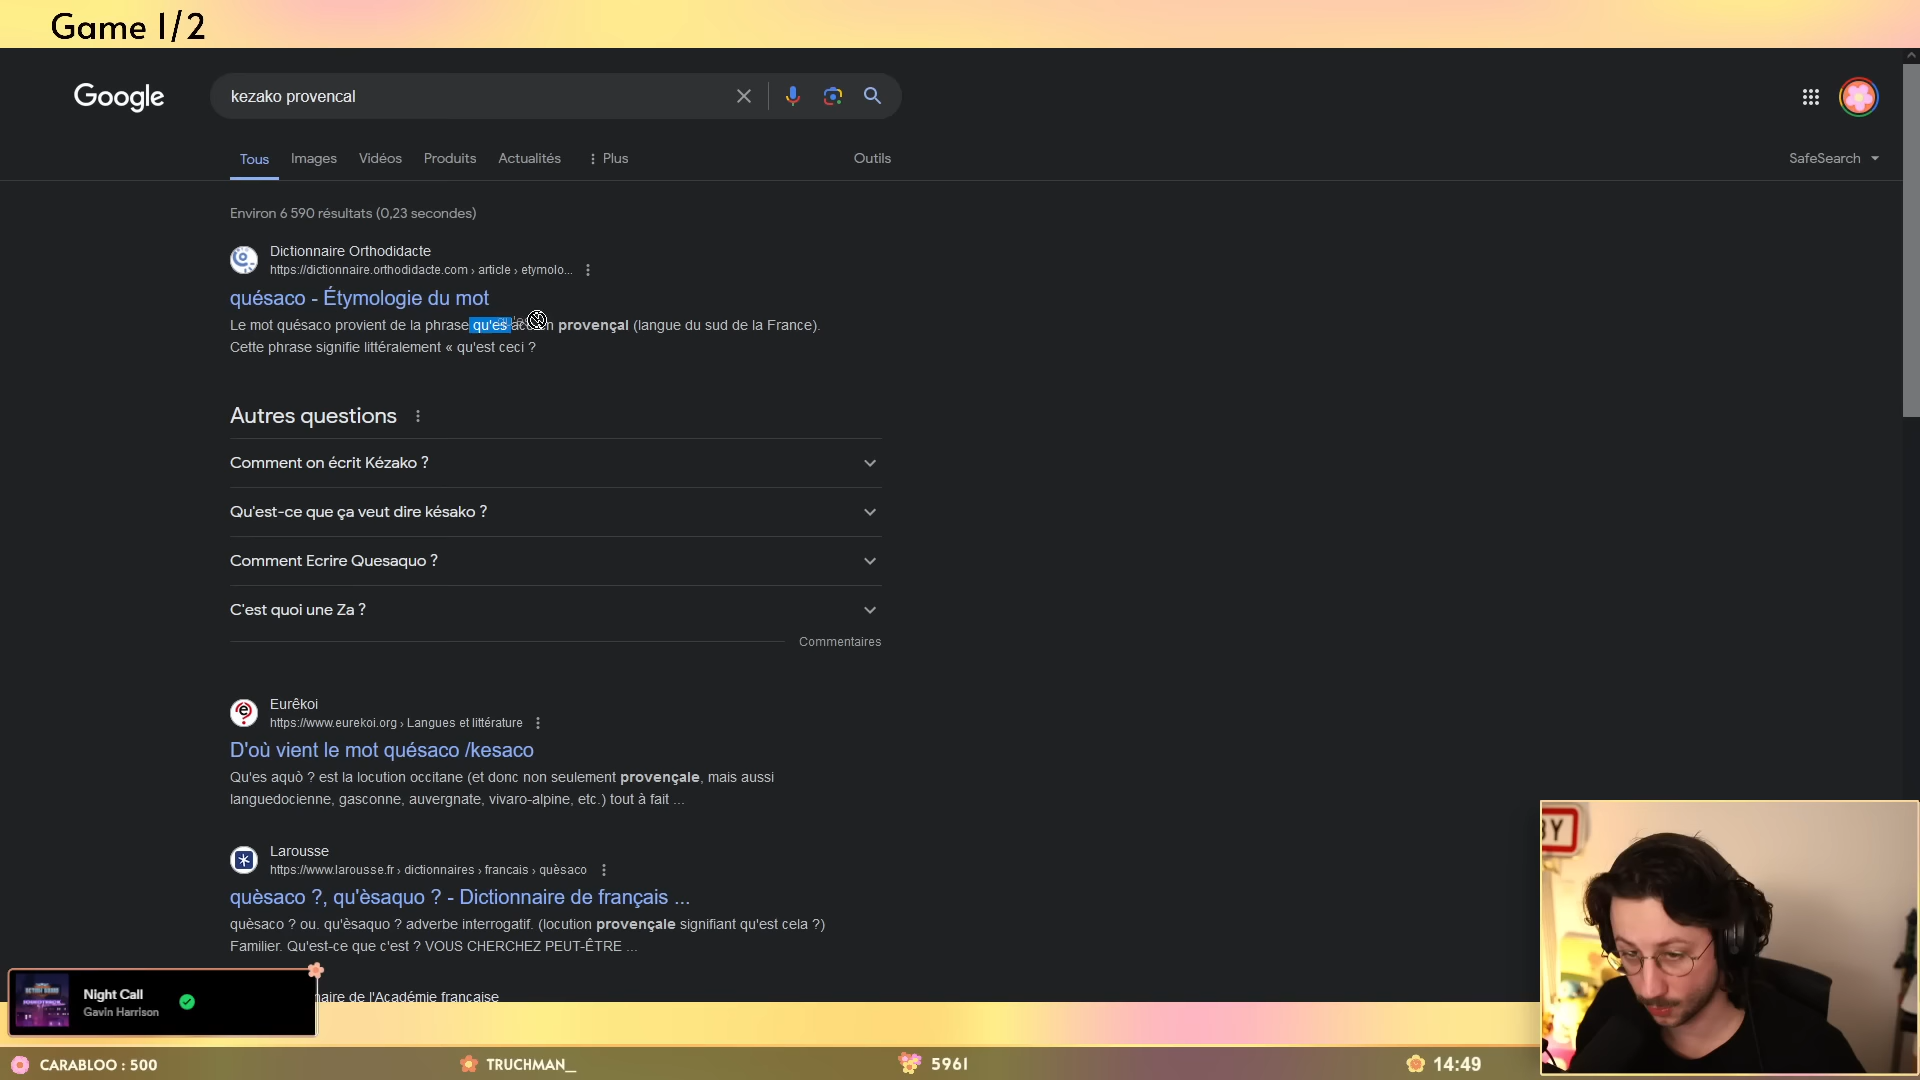 Game 1/2
Google
kezako provencal
Tous
Images
Vidéos
Produits
Actualités
Plus
Outils
SafeSearch
Environ 6 590 résultats (0,23 secondes)
Dictionnaire Orthodidacte
https://dictionnaire.orthodidacte.com › article › etymolo...
quésaco - Étymologie du mot
Le mot quésaco provient de la phrase qu'es provençal (langue du sud de la France).
Cette phrase signifie littéralement « qu'est ceci ?
Autres questions
Comment on écrit Kézako ?
Qu'est-ce que ça veut dire késako ?
Comment Ecrire Quesaquo ?
C'est quoi une Za ?
Commentaires
Eurêkoi
https://www.eurekoi.org › Langues et littérature
D'où vient le mot quésaco /kesaco
Qu'es aquò ? est la locution occitane (et donc non seulement provençale, mais aussi
languedocienne, gasconne, auvergnate, vivaro-alpine, etc.) tout à fait ...
Larousse
https://www.larousse.fr › dictionnaires › francais › quèsaco
quèsaco ?, qu'èsaquo ? - Dictionnaire de français ...
quèsaco ? ou. qu'èsaquo ? adverbe interrogatif. (locution provençale signifiant qu'est cela ?)
Familier. Qu'est-ce que c'est ? VOUS CHERCHEZ PEUT-ÊTRE ...
naire de l'Académie française
Night Call
Gavin Harrison
CARABLOO : 500
TRUCHMAN_
5961
14:49